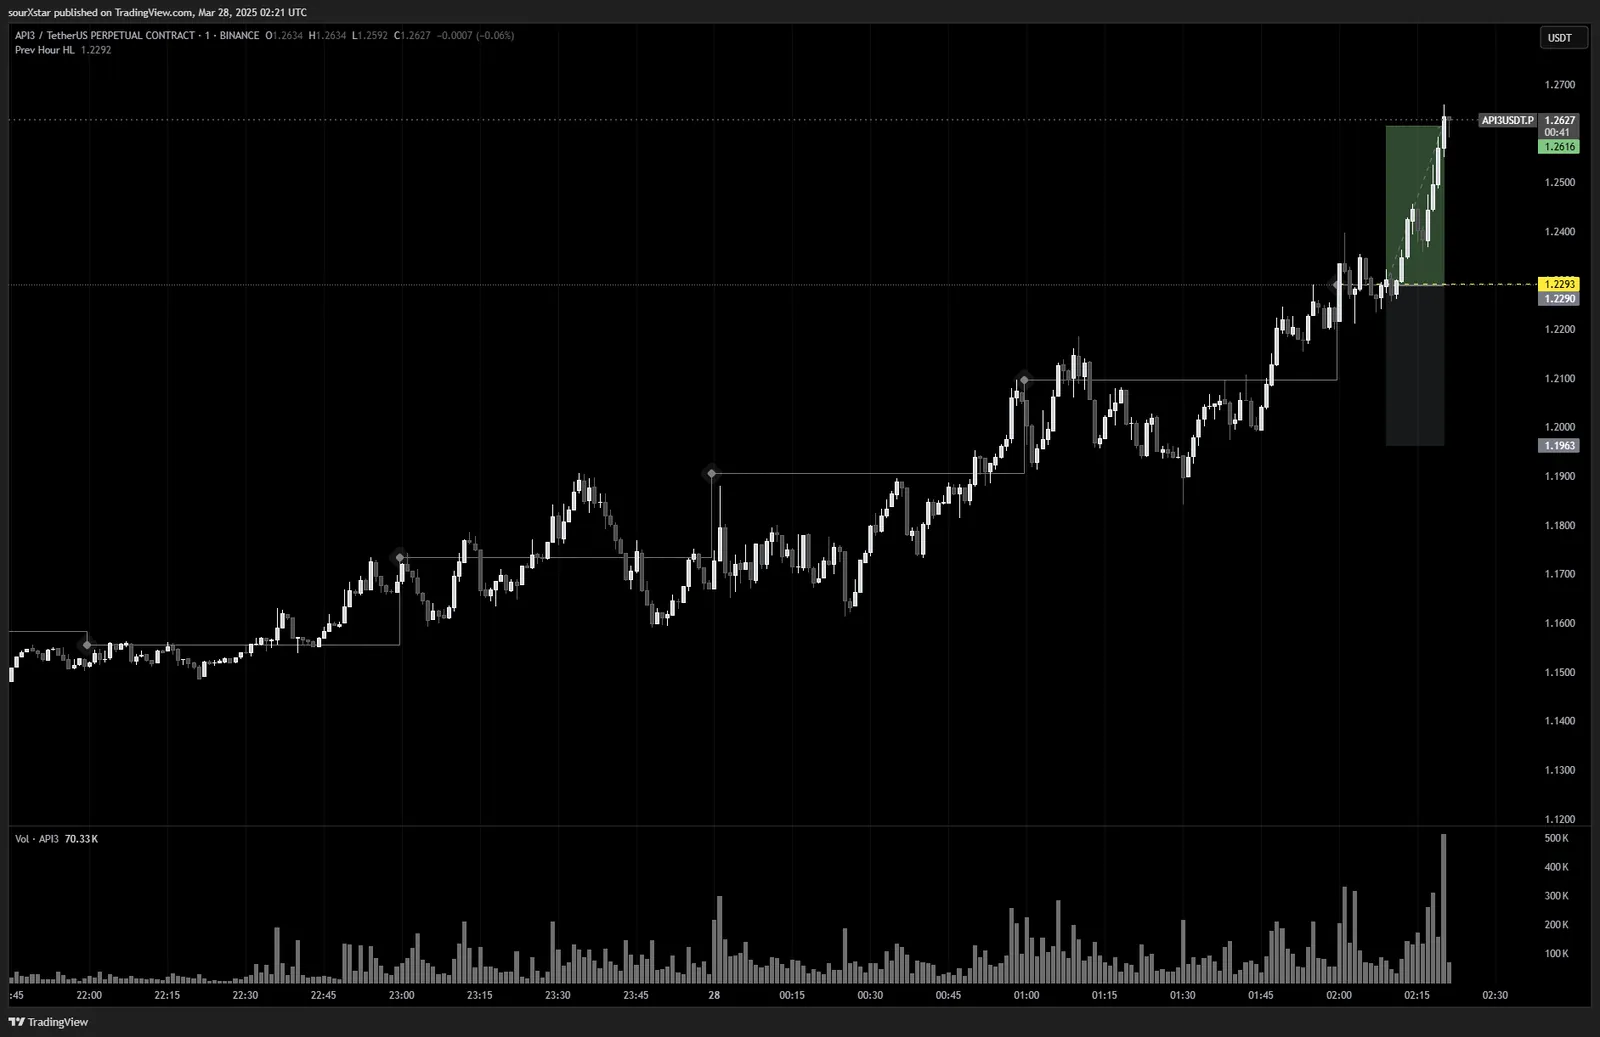 sourXstar published on TradingView.com, Mar 28, 2025 02:21 UTC
API3 / TetherUS PERPETUAL CONTRACT · 1 · BINANCE O1.2634 H1.2634 L1.2592 C1.2627 −0.0007 (−0.06%)
Prev Hour HL 1.2292
USDT
1.2700
API3USDT.P 1.2627
00:41
1.2616
1.2500
1.2400
1.2293
1.2290
1.2200
1.2100
1.2000
1.1963
1.1900
1.1800
1.1700
1.1600
1.1500
1.1400
1.1300
1.1200
Vol · API3 70.33 K
500 K
400 K
300 K
200 K
100 K
:45 22:00 22:15 22:30 22:45 23:00 23:15 23:30 23:45 28 00:15 00:30 00:45 01:00 01:15 01:30 01:45 02:00 02:15 02:30
TradingView